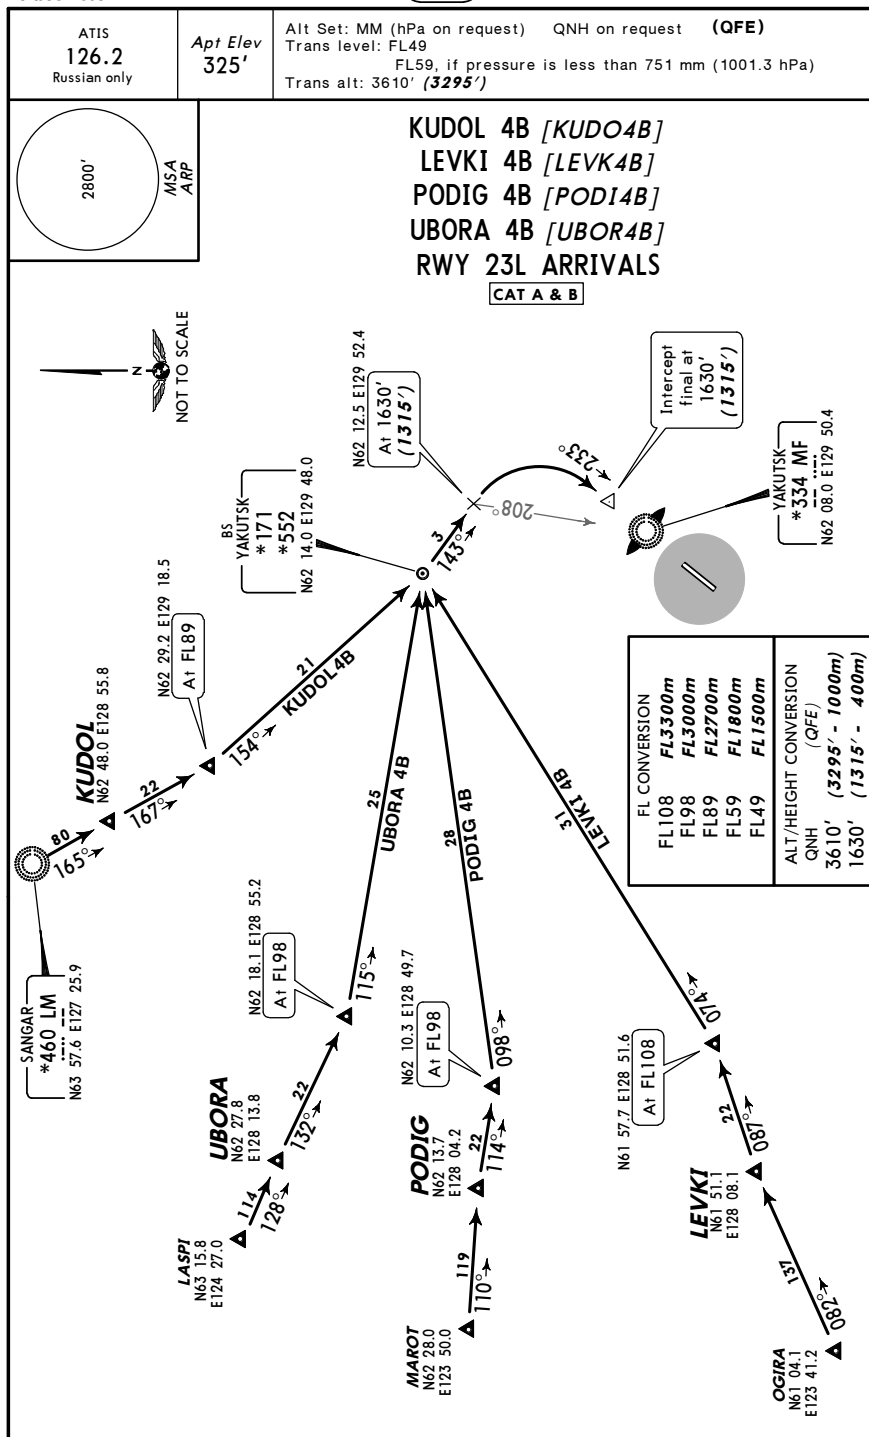 ATIS
126.2
Russian only
Apt Elev
325'
Alt Set: MM (hPa on request) QNH on request (QFE)
Trans level: FL49
FL59, if pressure is less than 751 mm (1001.3 hPa)
Trans alt: 3610' (3295')
2800'
MSA
ARP
KUDOL 4B [KUDO4B]
LEVKI 4B [LEVK4B]
PODIG 4B [PODI4B]
UBORA 4B [UBOR4B]
RWY 23L ARRIVALS
CAT A & B
N
NOT TO SCALE
N62 12.5 E129 52.4
At 1630'
(1315')
Intercept
final at
1630'
(1315')
BS
YAKUTSK
*171
*552
N62 14.0 E129 48.0
3
143°
208°
233°
YAKUTSK
*334 MF
N62 08.0 E129 50.4
N62 29.2 E129 18.5
At FL89
21
KUDOL4B
154°
KUDOL
N62 48.0 E128 55.8
22
167°
80
165°
SANGAR
*460 LM
N63 57.6 E127 25.9
25
UBORA 4B
28
PODIG 4B
31
LEVKI 4B
FL CONVERSION
FL108 FL3300m
FL98 FL3000m
FL89 FL2700m
FL59 FL1800m
FL49 FL1500m
ALT/HEIGHT CONVERSION
QNH (QFE)
3610' (3295' - 1000m)
1630' (1315' - 400m)
N62 18.1 E128 55.2
At FL98
115°
UBORA
N62 27.8
E128 13.8
22
132°
114
128°
LASPI
N63 15.8
E124 27.0
N62 10.3 E128 49.7
At FL98
098°
PODIG
N62 13.7
E128 04.2
22
114°
119
110°
MAROT
N62 28.0
E123 50.0
N61 57.7 E128 51.6
At FL108
074°
22
087°
LEVKI
N61 51.1
E128 08.1
137
082°
OGIRA
N61 04.1
E123 41.2